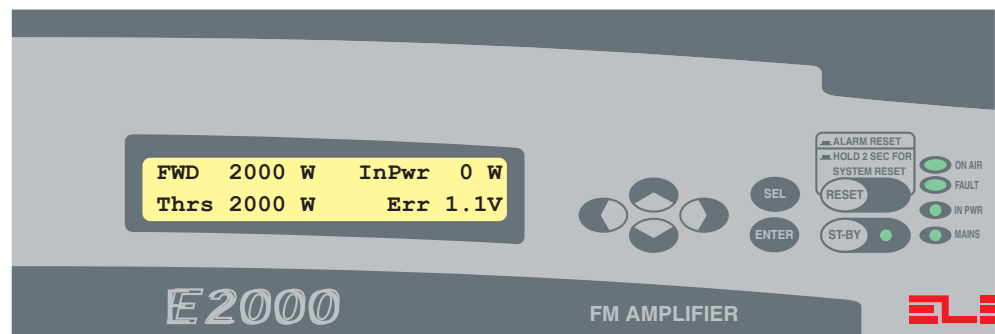 FWD 2000 W InPwr 0 W
Thrs 2000 W Err 1.1V
SEL
ENTER
ALARM RESET
HOLD 2 SEC FOR
SYSTEM RESET
RESET
ST-BY
ON AIR
FAULT
IN PWR
MAINS
E2000
FM AMPLIFIER